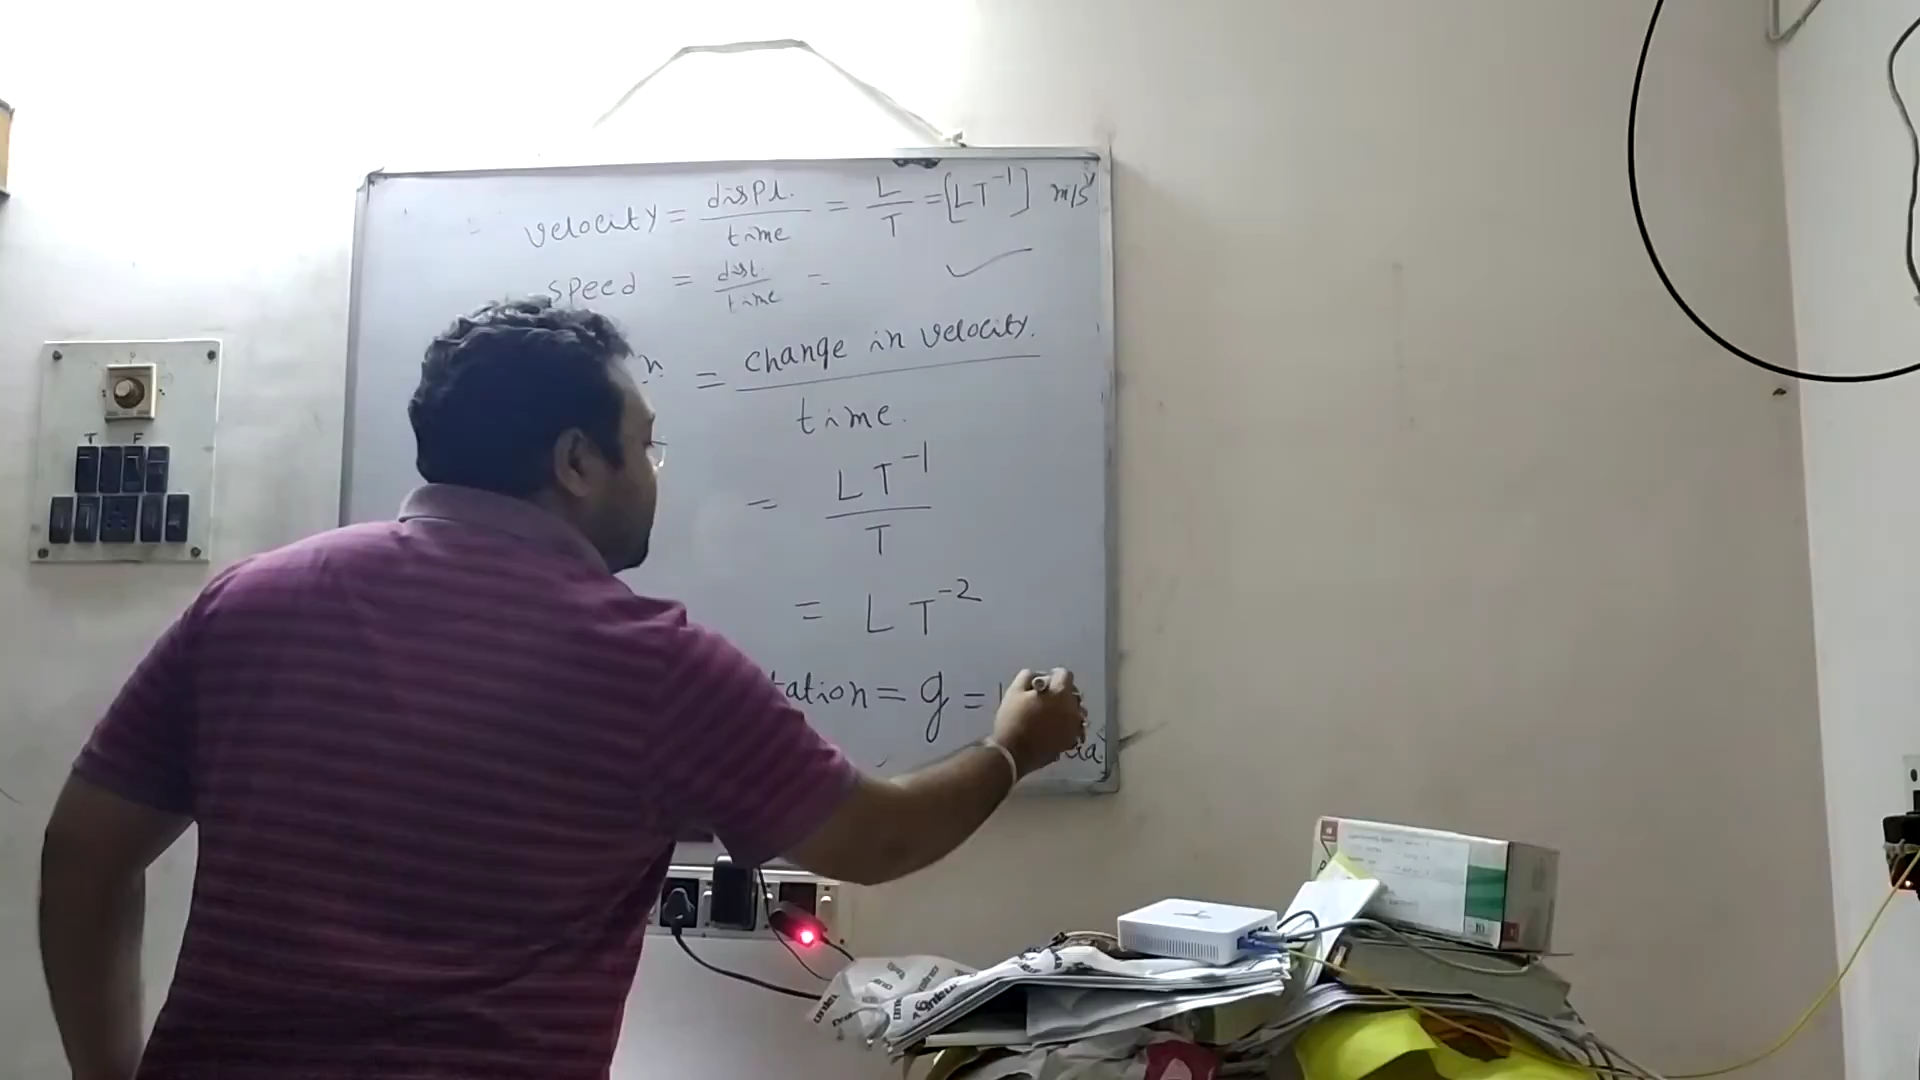 velocity = displ. / time = L / T = [LT⁻¹] m/s
speed = dist. / time =
n = change in velocity. / time.
= LT⁻¹ / T
= LT⁻²
tation = g =
T F